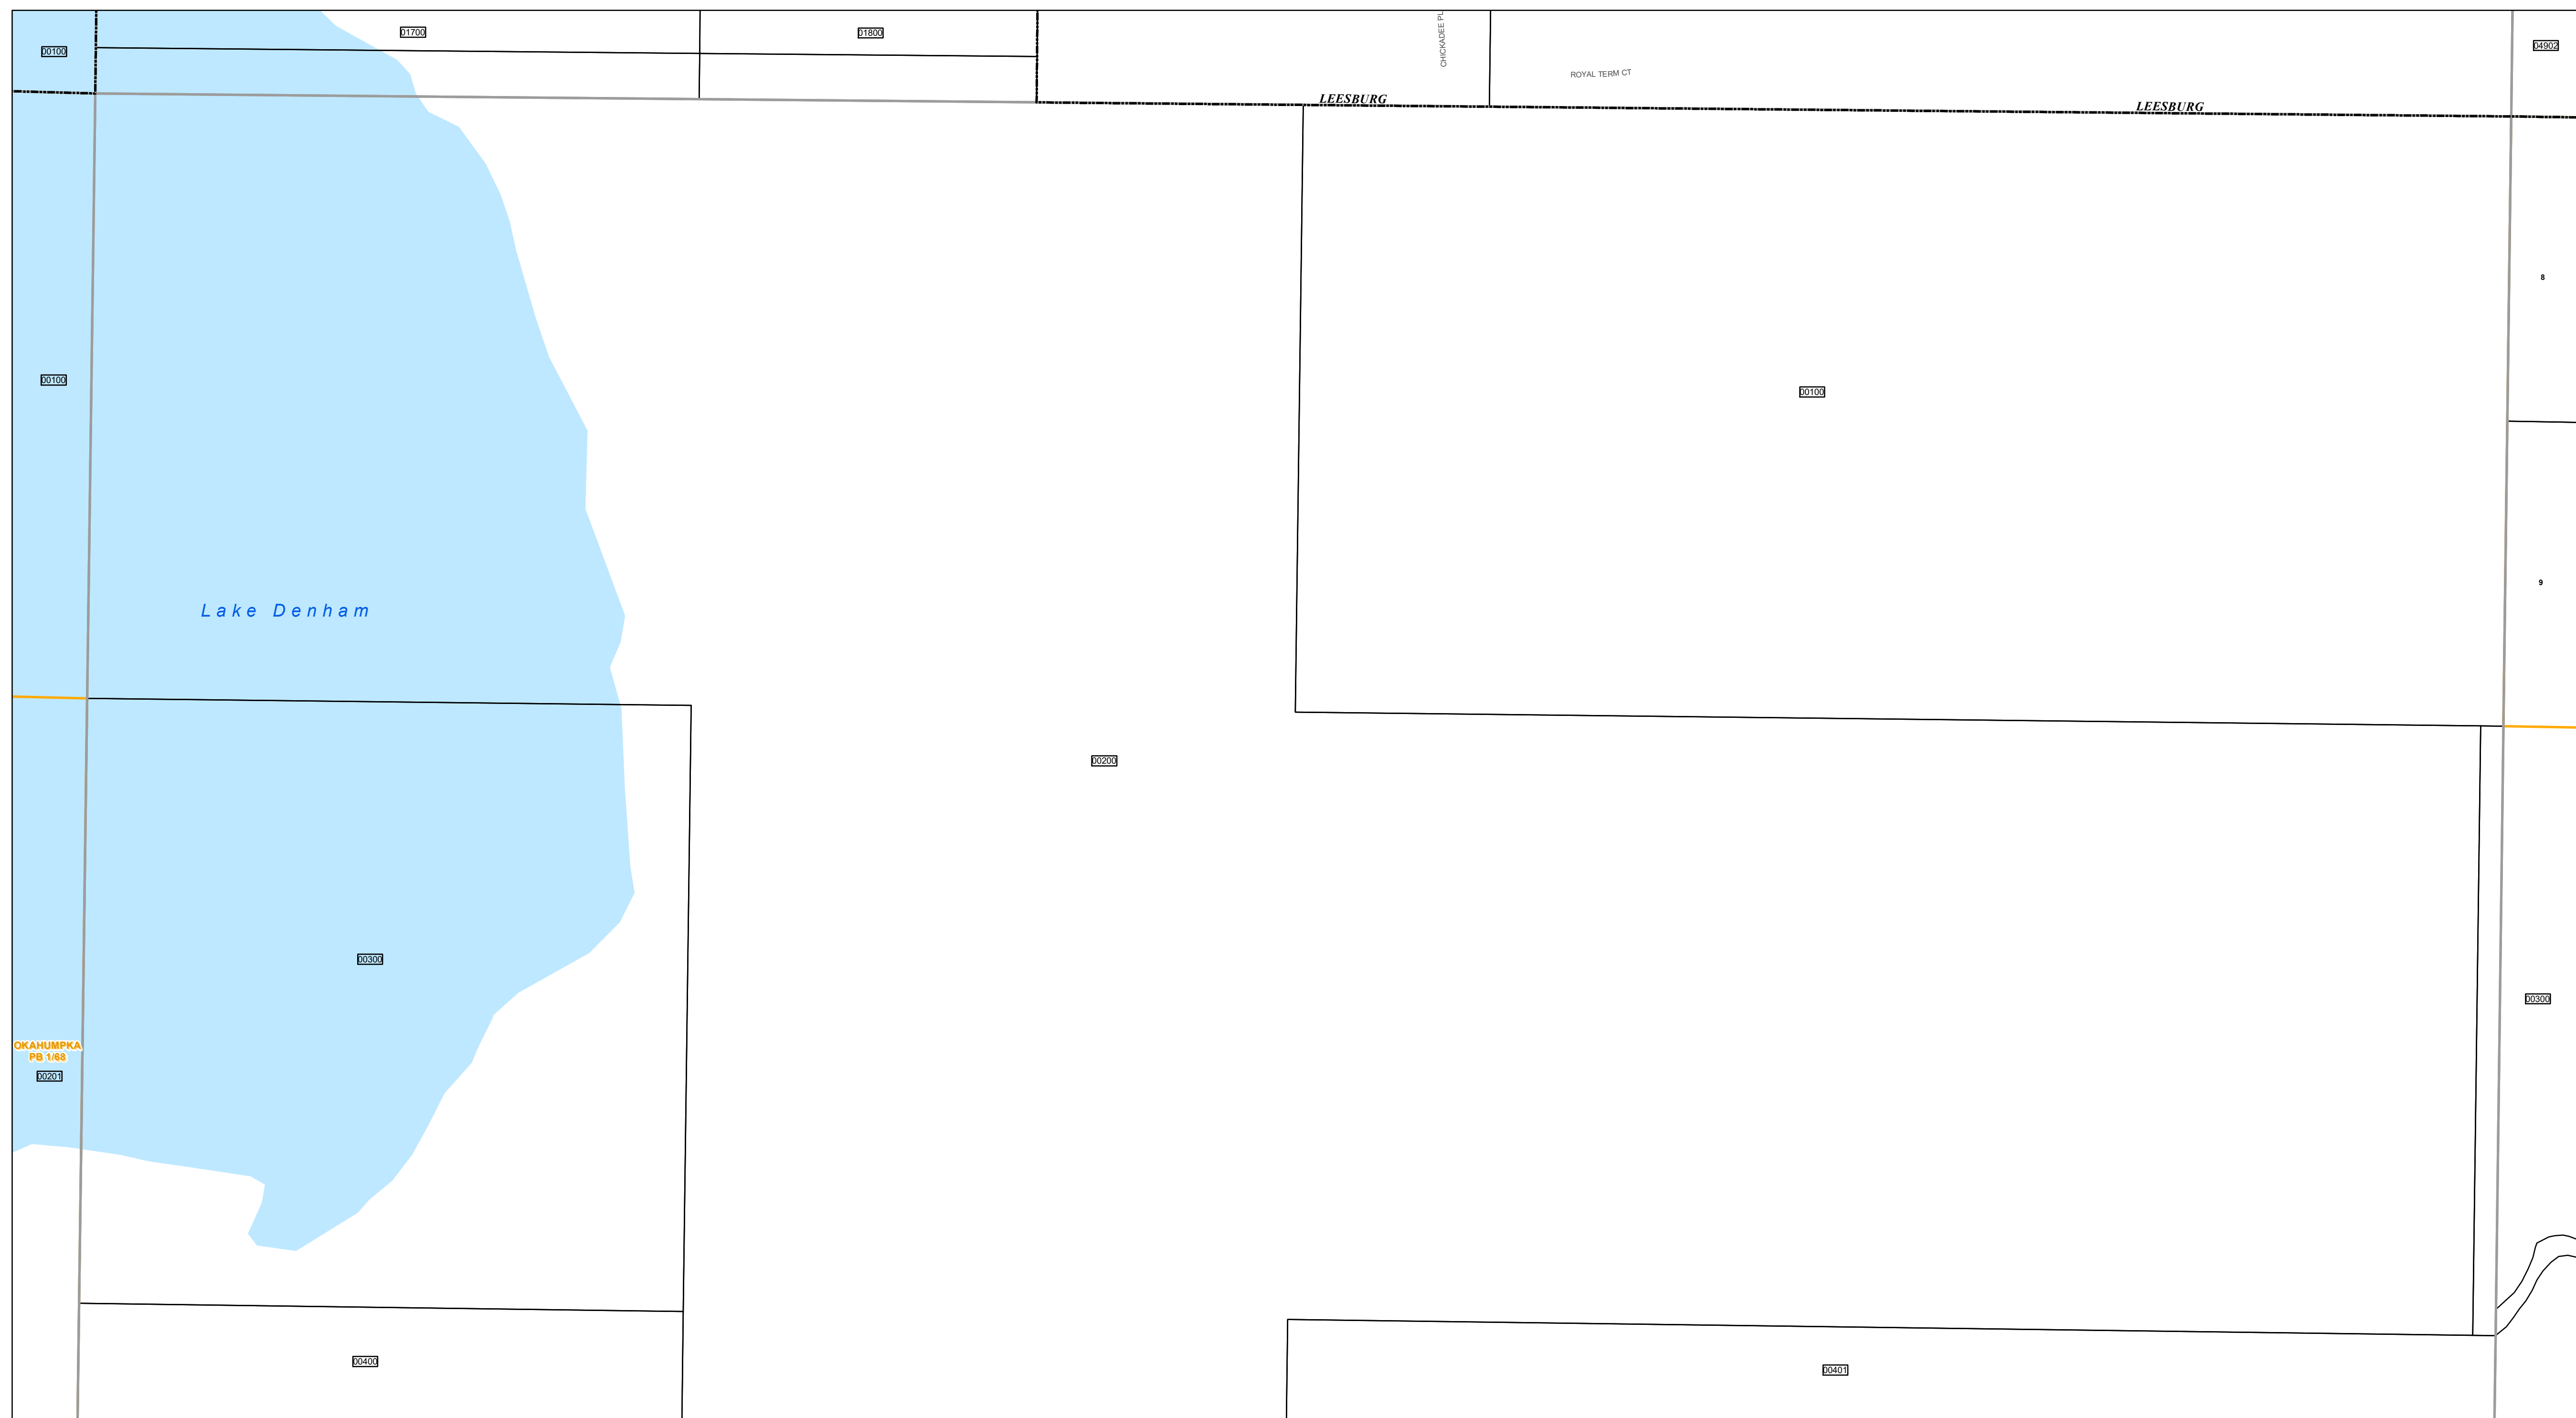 00100
01700
01800
CHICKADEE PL
ROYAL TERM CT
04902
LEESBURG
LEESBURG
8
00100
00100
9
Lake Denham
00200
00300
00300
OKAHUMPKA
PB 1/68
00201
00400
00401